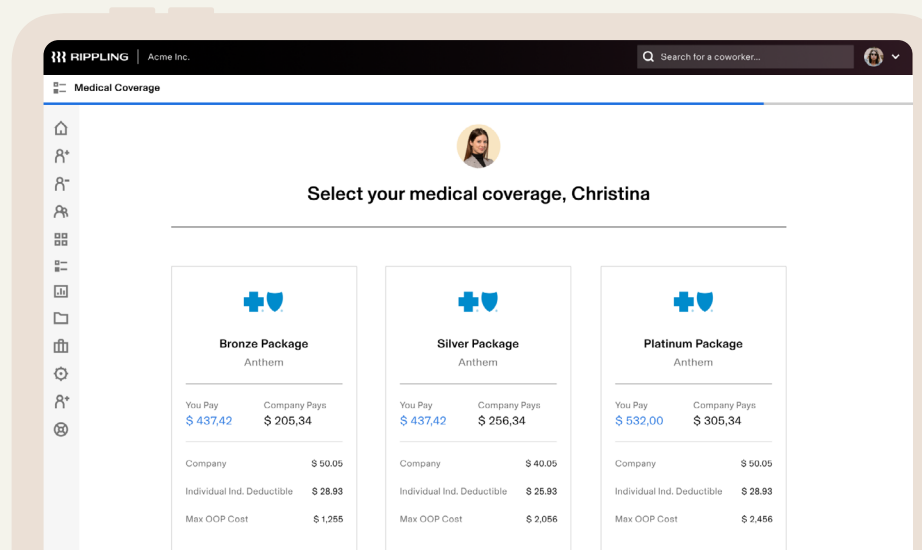 RIPPLING Acme Inc. Search for a coworker...
Medical Coverage
Select your medical coverage, Christina
Bronze Package
Anthem
You Pay Company Pays
$ 437,42 $ 205,34
Company $ 50.05
Individual Ind. Deductible $ 28.93
Max OOP Cost $ 1,255
Silver Package
Anthem
You Pay Company Pays
$ 437,42 $ 256,34
Company $ 40.05
Individual Ind. Deductible $ 25.93
Max OOP Cost $ 2,056
Platinum Package
Anthem
You Pay Company Pays
$ 532,00 $ 305,34
Company $ 50.05
Individual Ind. Deductible $ 28.93
Max OOP Cost $ 2,456